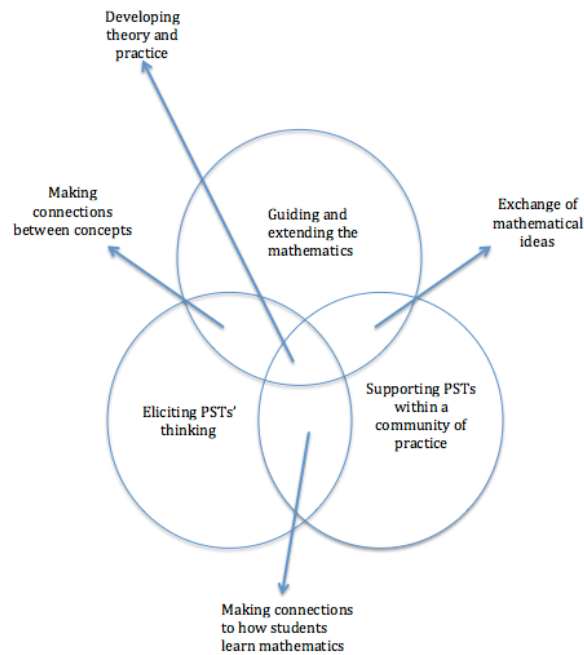 Developing
theory and
practice
Making
connections
between concepts
Guiding and
extending the
mathematics
Exchange of
mathematical
ideas
Eliciting PSTs'
thinking
Supporting PSTs
within a
community of
practice
Making connections
to how students
learn mathematics